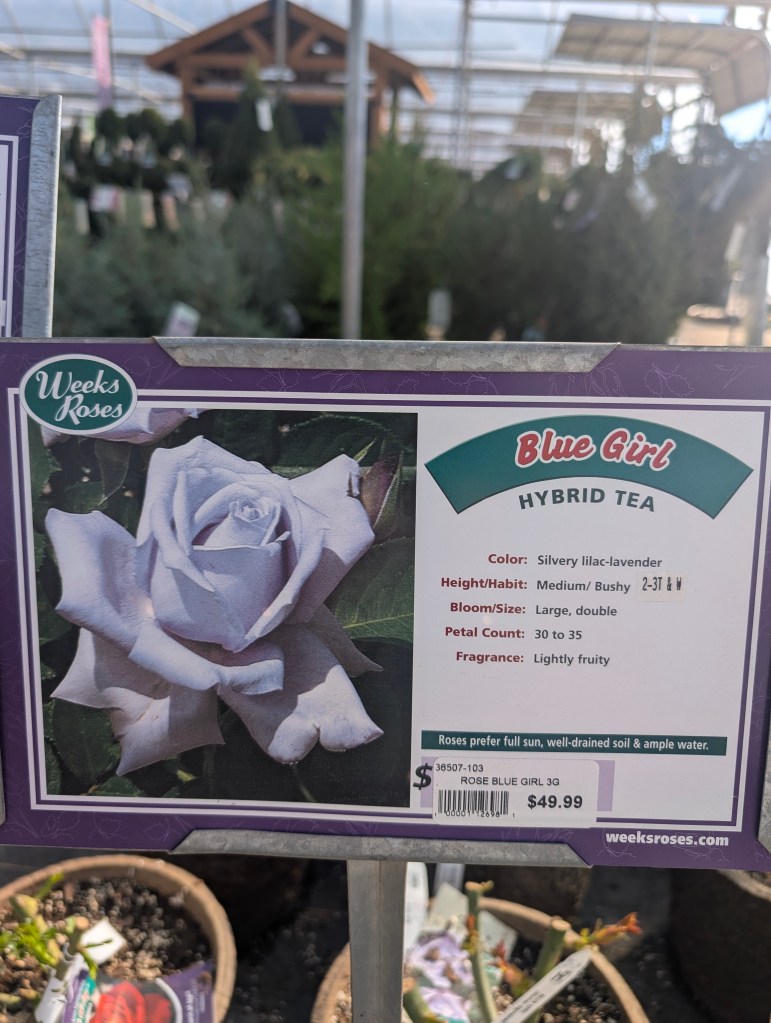 Weeks
Roses
Blue Girl
HYBRID TEA
Color: Silvery lilac-lavender
Height/Habit: Medium/ Bushy 2-3T & W
Bloom/Size: Large, double
Petal Count: 30 to 35
Fragrance: Lightly fruity
Roses prefer full sun, well-drained soil & ample water.
$
36507-103
ROSE BLUE GIRL 3G
$49.99
weeksroses.com